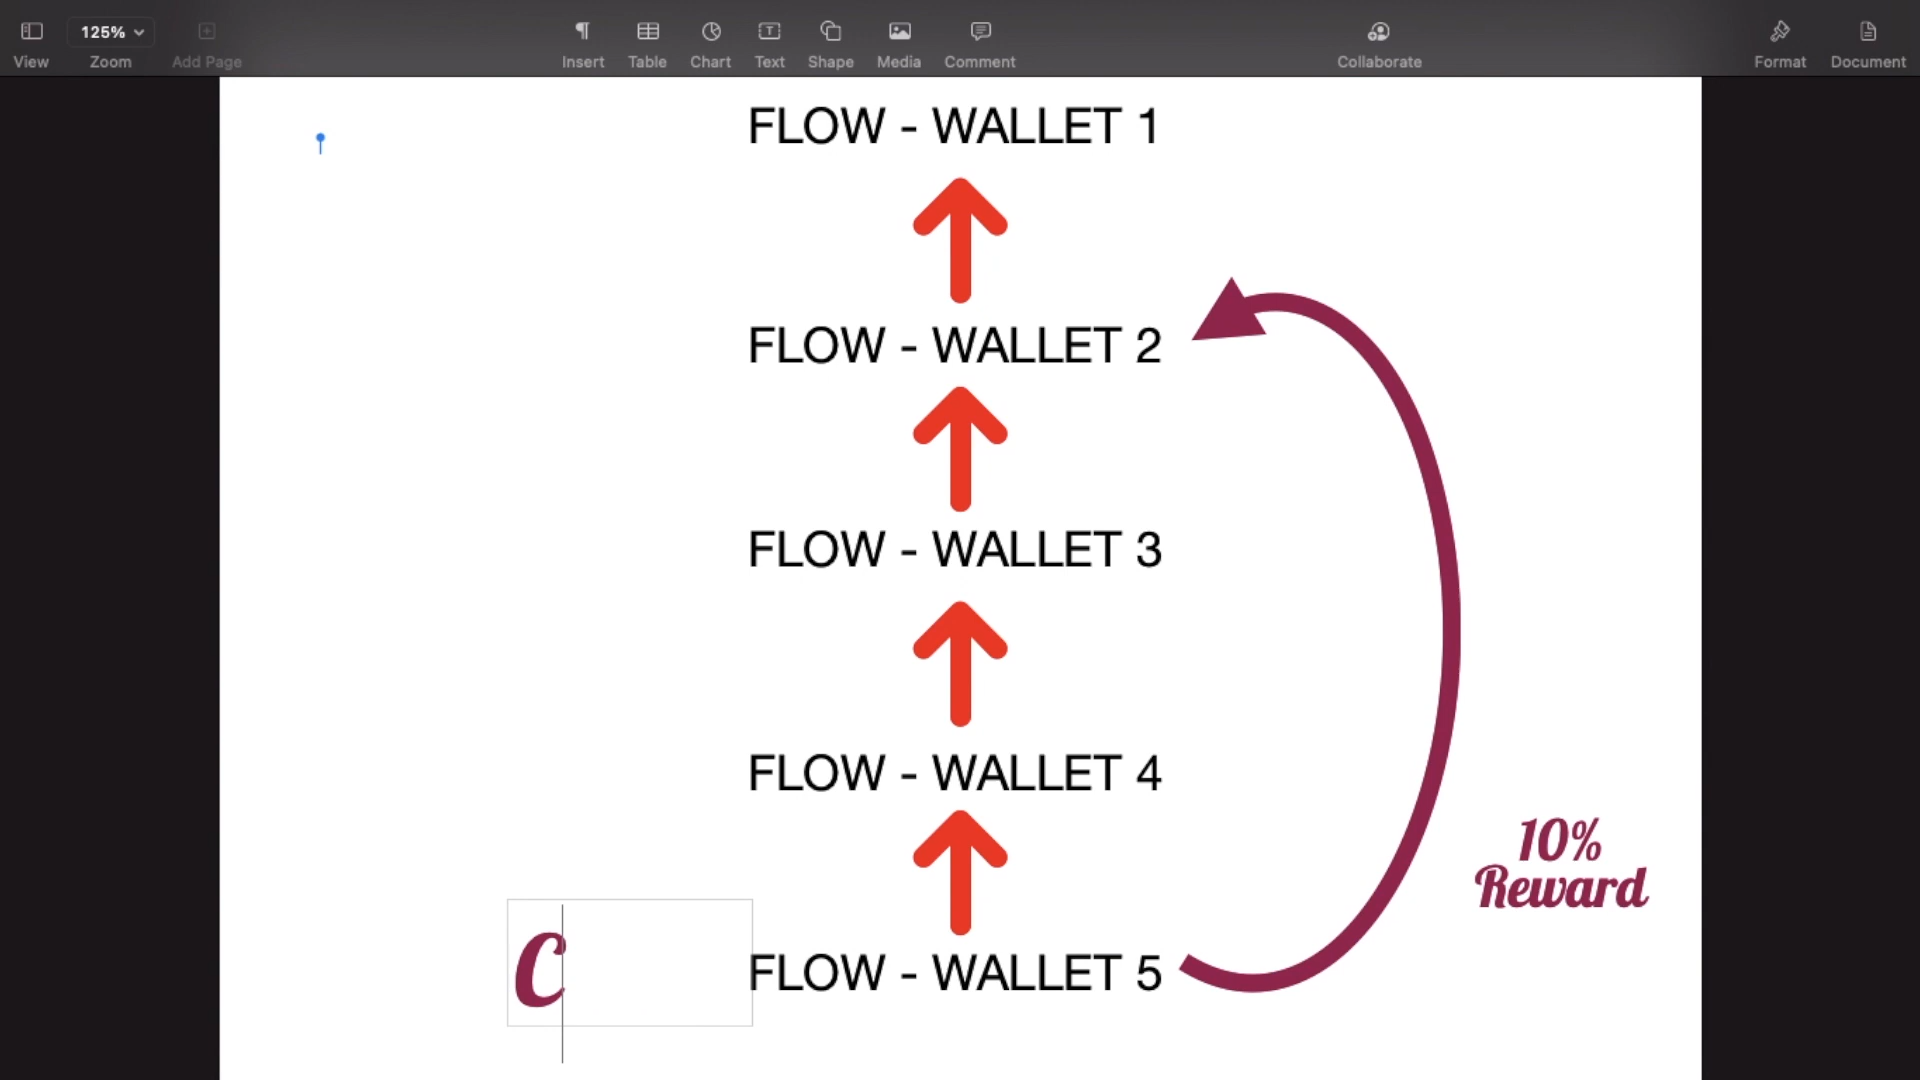 125%
View
Zoom
Add Page
Insert
Table
Chart
Text
Shape
Media
Comment
Collaborate
Format
Document
FLOW - WALLET 1
FLOW - WALLET 2
FLOW - WALLET 3
FLOW - WALLET 4
10%
Reward
C
FLOW - WALLET 5